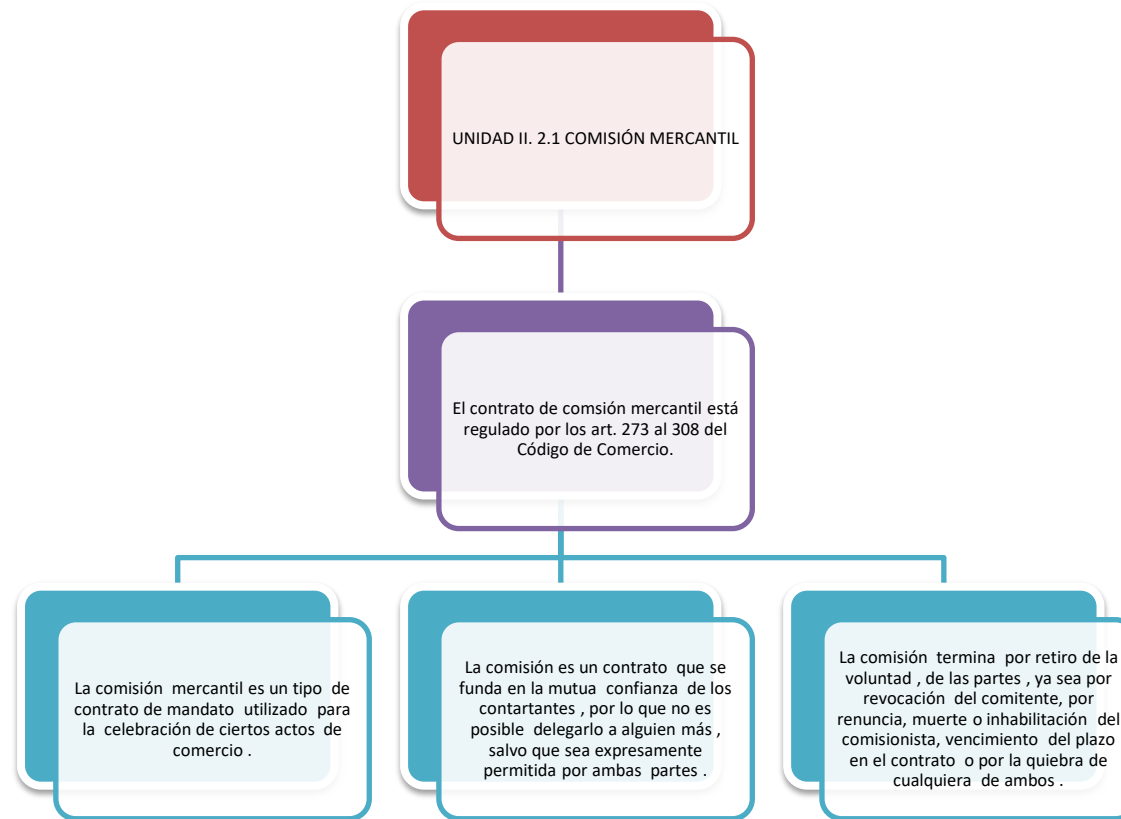 UNIDAD II. 2.1 COMISIÓN MERCANTIL
El contrato de comsión mercantil está
regulado por los art. 273 al 308 del
Código de Comercio.
La comisión mercantil es un tipo de
contrato de mandato utilizado para
la celebración de ciertos actos de
comercio .
La comisión es un contrato que se
funda en la mutua confianza de los
contartantes , por lo que no es
posible delegarlo a alguien más ,
salvo que sea expresamente
permitida por ambas partes .
La comisión termina por retiro de la
voluntad , de las partes , ya sea por
revocación del comitente, por
renuncia, muerte o inhabilitación del
comisionista, vencimiento del plazo
en el contrato o por la quiebra de
cualquiera de ambos .